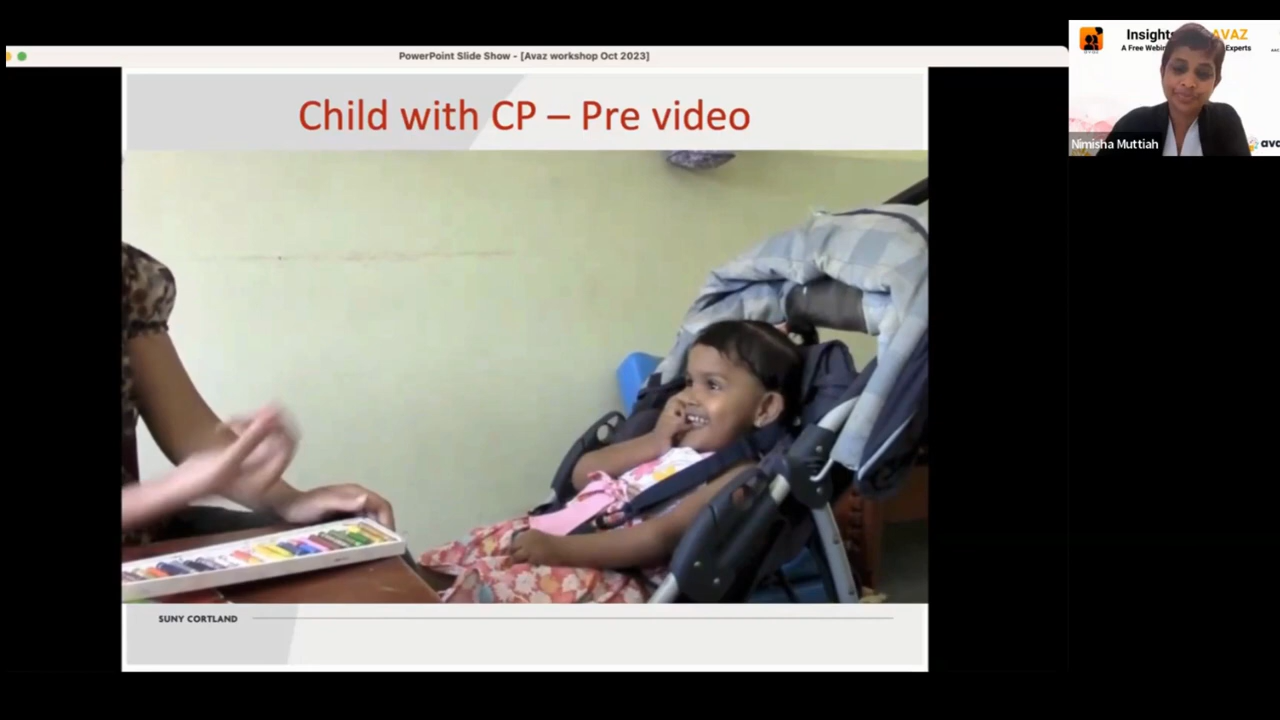 PowerPoint Slide Show - [Avaz workshop Oct 2023]
Child with CP – Pre video
SUNY CORTLAND
Insights
AVAZ
A Free
Experts
Nimisha Muttiah